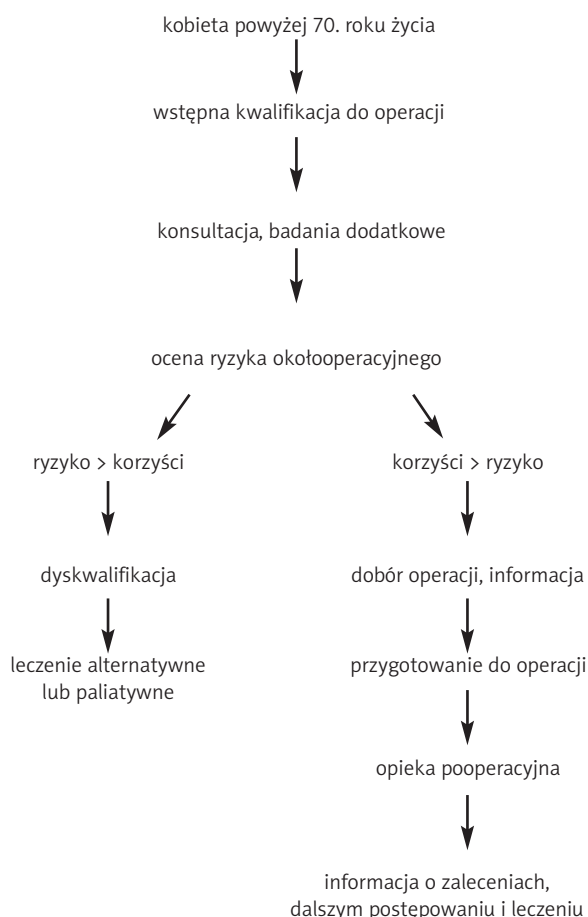 kobieta powyżej 70. roku życia
wstępna kwalifikacja do operacji
konsultacja, badania dodatkowe
ocena ryzyka okołooperacyjnego
ryzyko > korzyści
korzyści > ryzyko
dyskwalifikacja
dobór operacji, informacja
leczenie alternatywne
lub paliatywne
przygotowanie do operacji
opieka pooperacyjna
informacja o zaleceniach,
dalszym postępowaniu i leczeniu